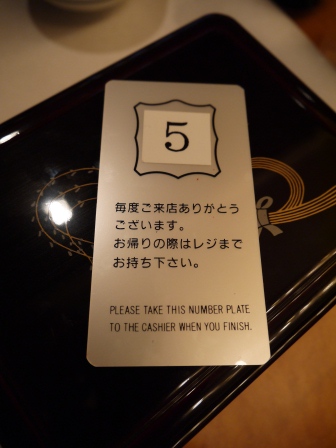 5
毎度ご来店ありがとう
ございます。
お帰りの際はレジまで
お持ち下さい。
PLEASE TAKE THIS NUMBER PLATE
TO THE CASHIER WHEN YOU FINISH.